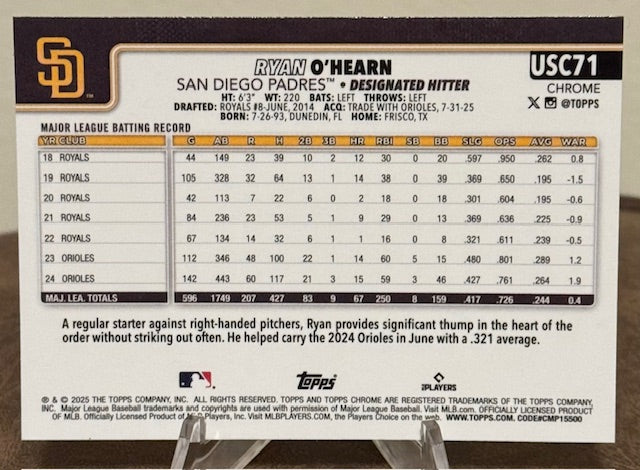 SD
TM
RYAN O'HEARN
SAN DIEGO PADRES™ • DESIGNATED HITTER
HT: 6'3" WT: 220 BATS: LEFT THROWS: LEFT
DRAFTED: ROYALS #8-JUNE, 2014 ACQ: TRADE WITH ORIOLES, 7-31-25
BORN: 7-26-93, DUNEDIN, FL HOME: FRISCO, TX
USC71
CHROME
X @TOPPS
MAJOR LEAGUE BATTING RECORD
YR CLUB G AB R H 2B 3B HR RBI SB BB SLG OPS AVG WAR
18 ROYALS 44 149 23 39 10 2 12 30 0 20 .597 .950 .262 0.8
19 ROYALS 105 328 32 64 13 1 14 38 0 39 .369 .650 .195 -1.5
20 ROYALS 42 113 7 22 6 0 2 18 0 18 .301 .604 .195 -0.6
21 ROYALS 84 236 23 53 5 1 9 29 0 13 .369 .636 .225 -0.9
22 ROYALS 67 134 14 32 6 1 1 16 0 8 .321 .611 .239 -0.5
23 ORIOLES 112 346 48 100 22 1 14 60 5 15 .480 .801 .289 1.2
24 ORIOLES 142 443 60 117 21 3 15 59 3 46 .427 .761 .264 1.9
MAJ. LEA. TOTALS 596 1749 207 427 83 9 67 250 8 159 .417 .726 .244 0.4
A regular starter against right-handed pitchers, Ryan provides significant thump in the heart of the
order without striking out often. He helped carry the 2024 Orioles in June with a .321 average.
Topps
PLAYERS
® & © 2025 THE TOPPS COMPANY, INC. ALL RIGHTS RESERVED. TOPPS AND TOPPS CHROME ARE REGISTERED TRADEMARKS OF THE TOPPS COMPANY,
INC. Major League Baseball trademarks and copyrights are used with permission of Major League Baseball. Visit MLB.com. OFFICIALLY LICENSED PRODUCT
OF MLB. Officially Licensed Product of Players, Inc. Visit MLBPLAYERS.COM, the Players Choice on the web. WWW.TOPPS.COM. CODE#CMP15500